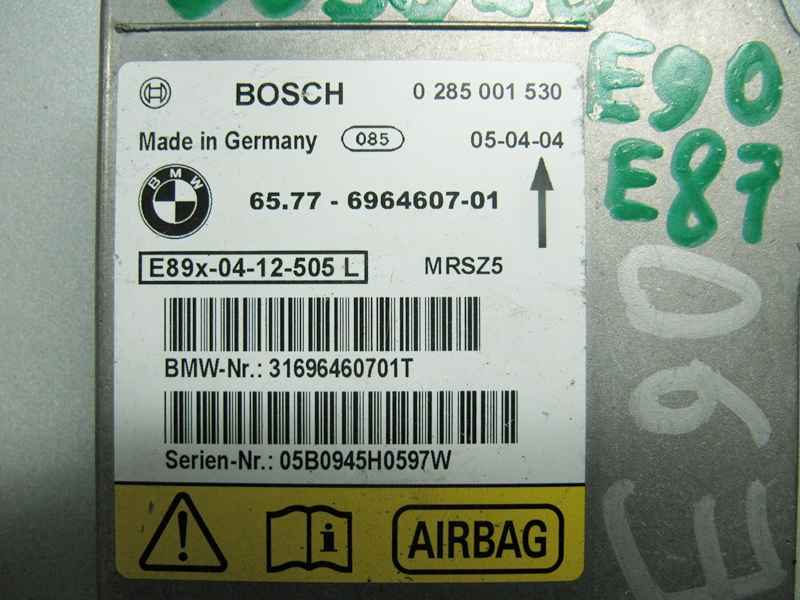 BOSCH 0 285 001 530
Made in Germany 085 05-04-04
BMW 65.77 - 6964607-01
E89x-04-12-505 L MRSZ5
BMW-Nr.: 31696460701T
Serien-Nr.: 05B0945H0597W
i AIRBAG
E90
E87
E90